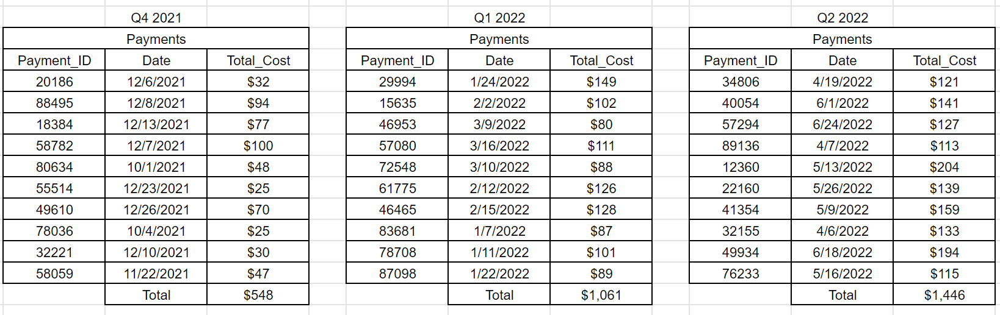 Q4 2021 Q1 2022 Q2 2022
Payments Payments Payments
Payment_ID Date Total_Cost Payment_ID Date Total_Cost Payment_ID Date Total_Cost
20186 12/6/2021 $32 29994 1/24/2022 $149 34806 4/19/2022 $121
88495 12/8/2021 $94 15635 2/2/2022 $102 40054 6/1/2022 $141
18384 12/13/2021 $77 46953 3/9/2022 $80 57294 6/24/2022 $127
58782 12/7/2021 $100 57080 3/16/2022 $111 89136 4/7/2022 $113
80634 10/1/2021 $48 72548 3/10/2022 $88 12360 5/13/2022 $204
55514 12/23/2021 $25 61775 2/12/2022 $126 22160 5/26/2022 $139
49610 12/26/2021 $70 46465 2/15/2022 $128 41354 5/9/2022 $159
78036 10/4/2021 $25 83681 1/7/2022 $87 32155 4/6/2022 $133
32221 12/10/2021 $30 78708 1/11/2022 $101 49934 6/18/2022 $194
58059 11/22/2021 $47 87098 1/22/2022 $89 76233 5/16/2022 $115
Total $548 Total $1,061 Total $1,446